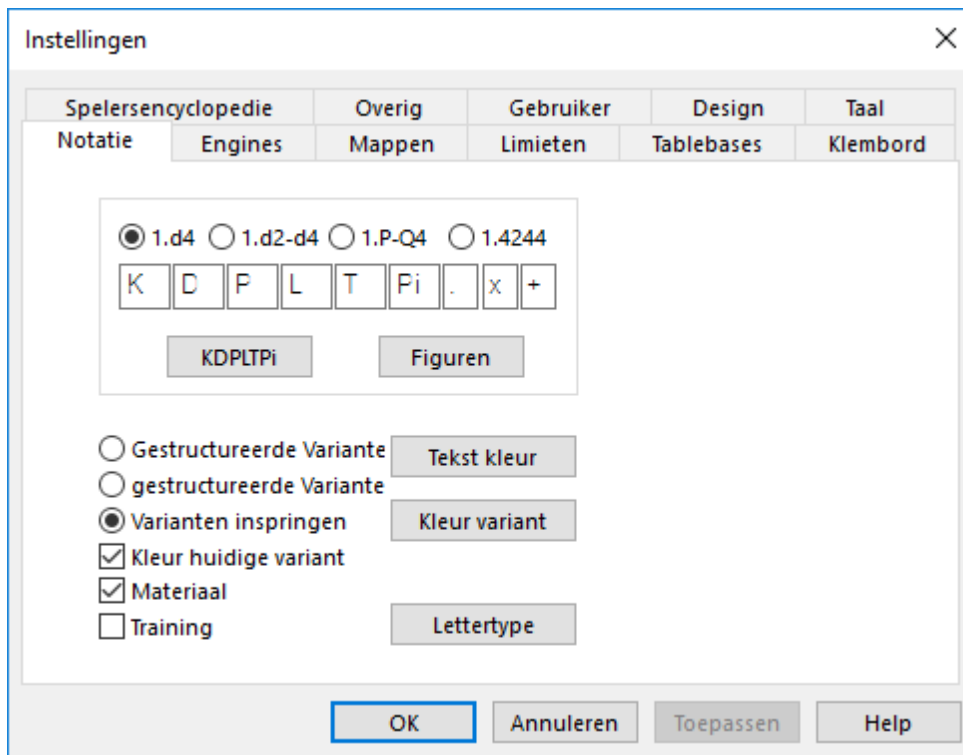 Instellingen
Spelersencyclopedie Overig Gebruiker Design Taal
Notatie Engines Mappen Limieten Tablebases Klembord
1.d4 1.d2-d4 1.P-Q4 1.4244
K D P L T Pi . x +
KDPLTPi Figuren
Gestructureerde Variante Tekst kleur
gestructureerde Variante
Varianten inspringen Kleur variant
Kleur huidige variant
Materiaal
Training Lettertype
OK Annuleren Toepassen Help